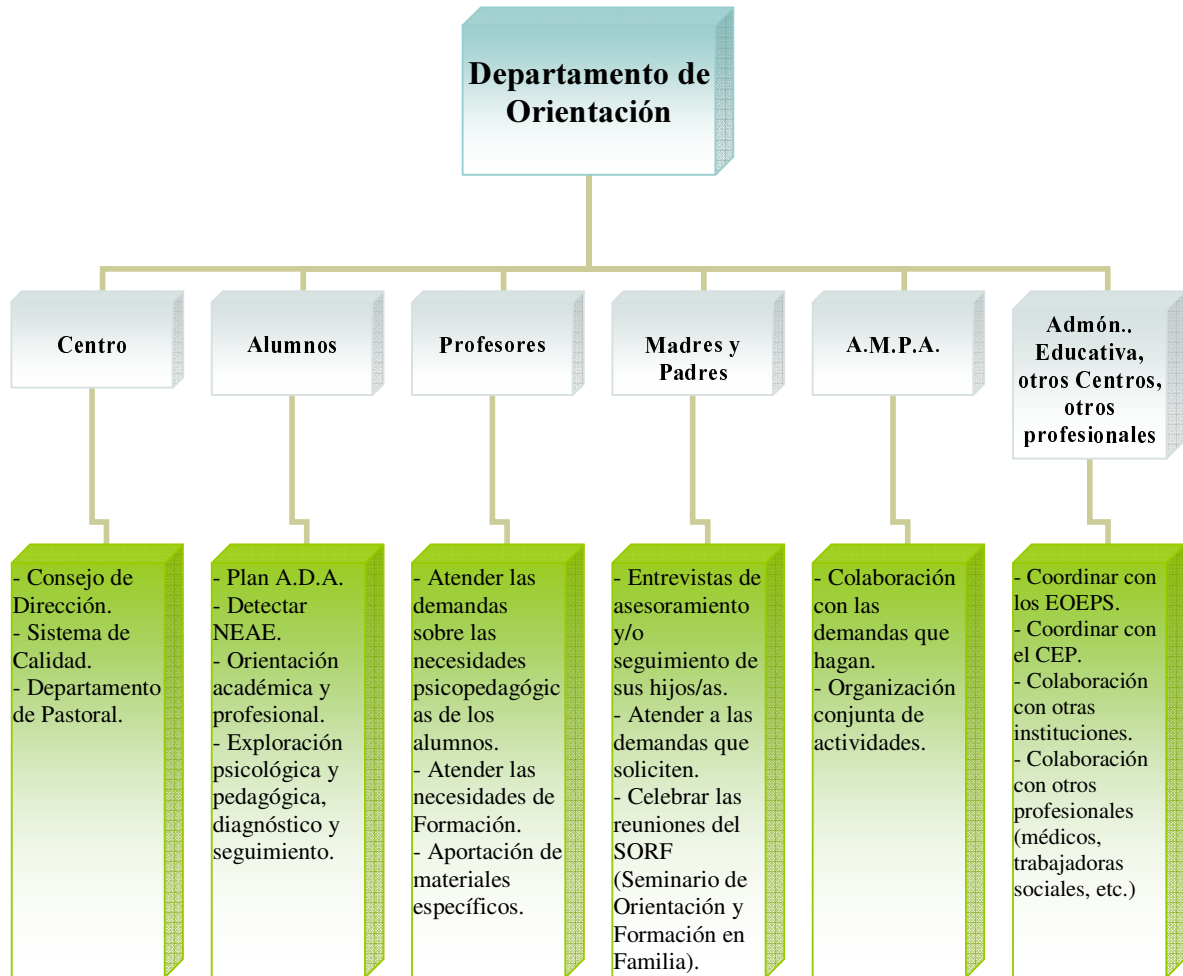 Departamento de
Orientación
Centro
Alumnos
Profesores
Madres y
Padres
A.M.P.A.
Admón..
Educativa,
otros Centros,
otros
profesionales
- Consejo de
Dirección.
- Sistema de
Calidad.
- Departamento
de Pastoral.
- Plan A.D.A.
- Detectar
NEAE.
- Orientación
académica y
profesional.
- Exploración
psicológica y
pedagógica,
diagnóstico y
seguimiento.
- Atender las
demandas
sobre las
necesidades
psicopedagógic
as de los
alumnos.
- Atender las
necesidades de
Formación.
- Aportación de
materiales
específicos.
- Entrevistas de
asesoramiento
y/o
seguimiento de
sus hijos/as.
- Atender a las
demandas que
soliciten.
- Celebrar las
reuniones del
SORF
(Seminario de
Orientación y
Formación en
Familia).
- Colaboración
con las
demandas que
hagan.
- Organización
conjunta de
actividades.
- Coordinar con
los EOEPS.
- Coordinar con
el CEP.
- Colaboración
con otras
instituciones.
- Colaboración
con otros
profesionales
(médicos,
trabajadoras
sociales, etc.)